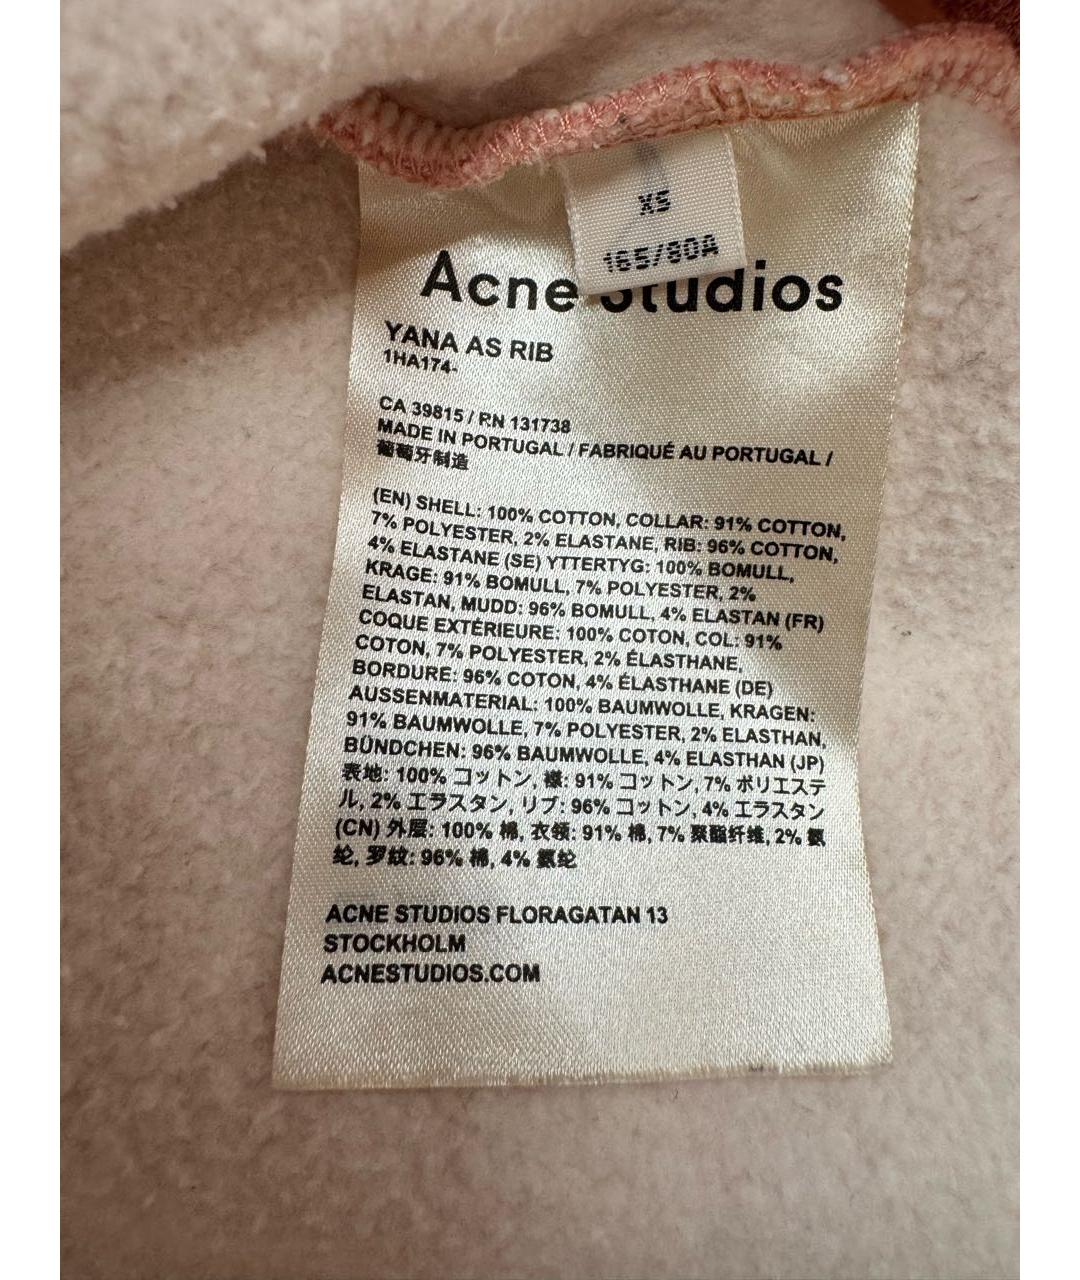 XS
165/80A
Acne Studios
YANA AS RIB
1HA174-
CA 39815 / RN 131738
MADE IN PORTUGAL / FABRIQUÉ AU PORTUGAL /
葡萄牙制造
(EN) SHELL: 100% COTTON, COLLAR: 91% COTTON,
7% POLYESTER, 2% ELASTANE, RIB: 96% COTTON,
4% ELASTANE (SE) YTTERTYG: 100% BOMULL,
KRAGE: 91% BOMULL, 7% POLYESTER, 2%
ELASTAN, MUDD: 96% BOMULL, 4% ELASTAN (FR)
COQUE EXTÉRIEURE: 100% COTON, COL: 91%
COTON, 7% POLYESTER, 2% ÉLASTHANE,
BORDURE: 96% COTON, 4% ÉLASTHANE (DE)
AUSSENMATERIAL: 100% BAUMWOLLE, KRAGEN:
91% BAUMWOLLE, 7% POLYESTER, 2% ELASTHAN,
BÜNDCHEN: 96% BAUMWOLLE, 4% ELASTHAN (JP)
表地: 100% コットン, 襟: 91% コットン, 7% ポリエステ
ル, 2% エラスタン, リブ: 96% コットン, 4% エラスタン
(CN) 外层: 100% 棉, 衣领: 91% 棉, 7% 聚酯纤维, 2% 氨
纶, 罗纹: 96% 棉, 4% 氨纶
ACNE STUDIOS FLORAGATAN 13
STOCKHOLM
ACNESTUDIOS.COM